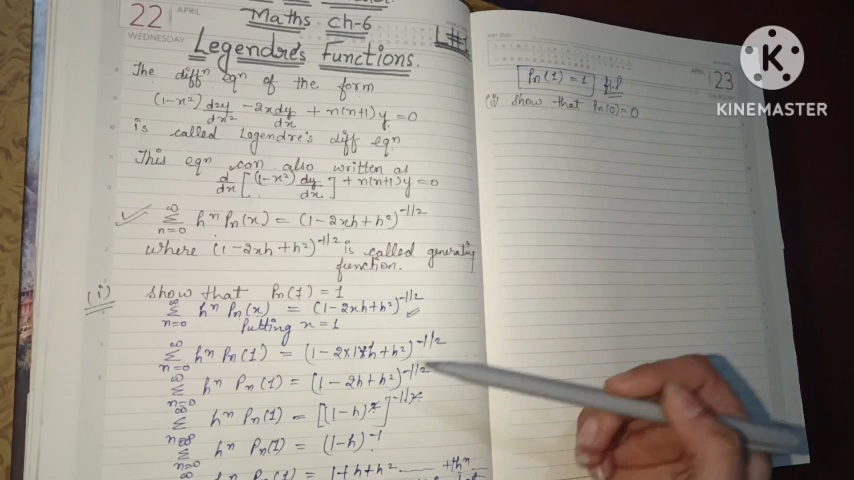 22 APRIL
WEDNESDAY
Maths Ch-6
L#1
Legendre's Functions.
The diffⁿ eqn of the form
(1-x²) d²y/dx² - 2x dy/dx + n(n+1)y = 0
is called Legendre's diff eqn
This eqn can also written as
d/dx [(1-x²) dy/dx] + n(n+1)y = 0
∞∑n=0 hⁿ Pn(x) = (1-2xh+h²)^-1/2
where (1-2xh+h²)^-1/2 is called generating
function.
(i) Show that Pn(1) = 1
∞∑n=0 hⁿ Pn(x) = (1-2xh+h²)^-1/2
Putting x = 1
∞∑n=0 hⁿ Pn(1) = (1-2×1×h+h²)^-1/2
∞∑n=0 hⁿ Pn(1) = (1-2h+h²)^-1/2
∞∑n=0 hⁿ Pn(1) = [(1-h)²]^-1/2
∞∑n=0 hⁿ Pn(1) = (1-h)^-1
hⁿ Pn(1) = 1+h+h² ---- +hⁿ --
APRIL 23
[Pn(1) = 1] H.P
(ii) Show that Pn(0) = 0
K
KINEMASTER